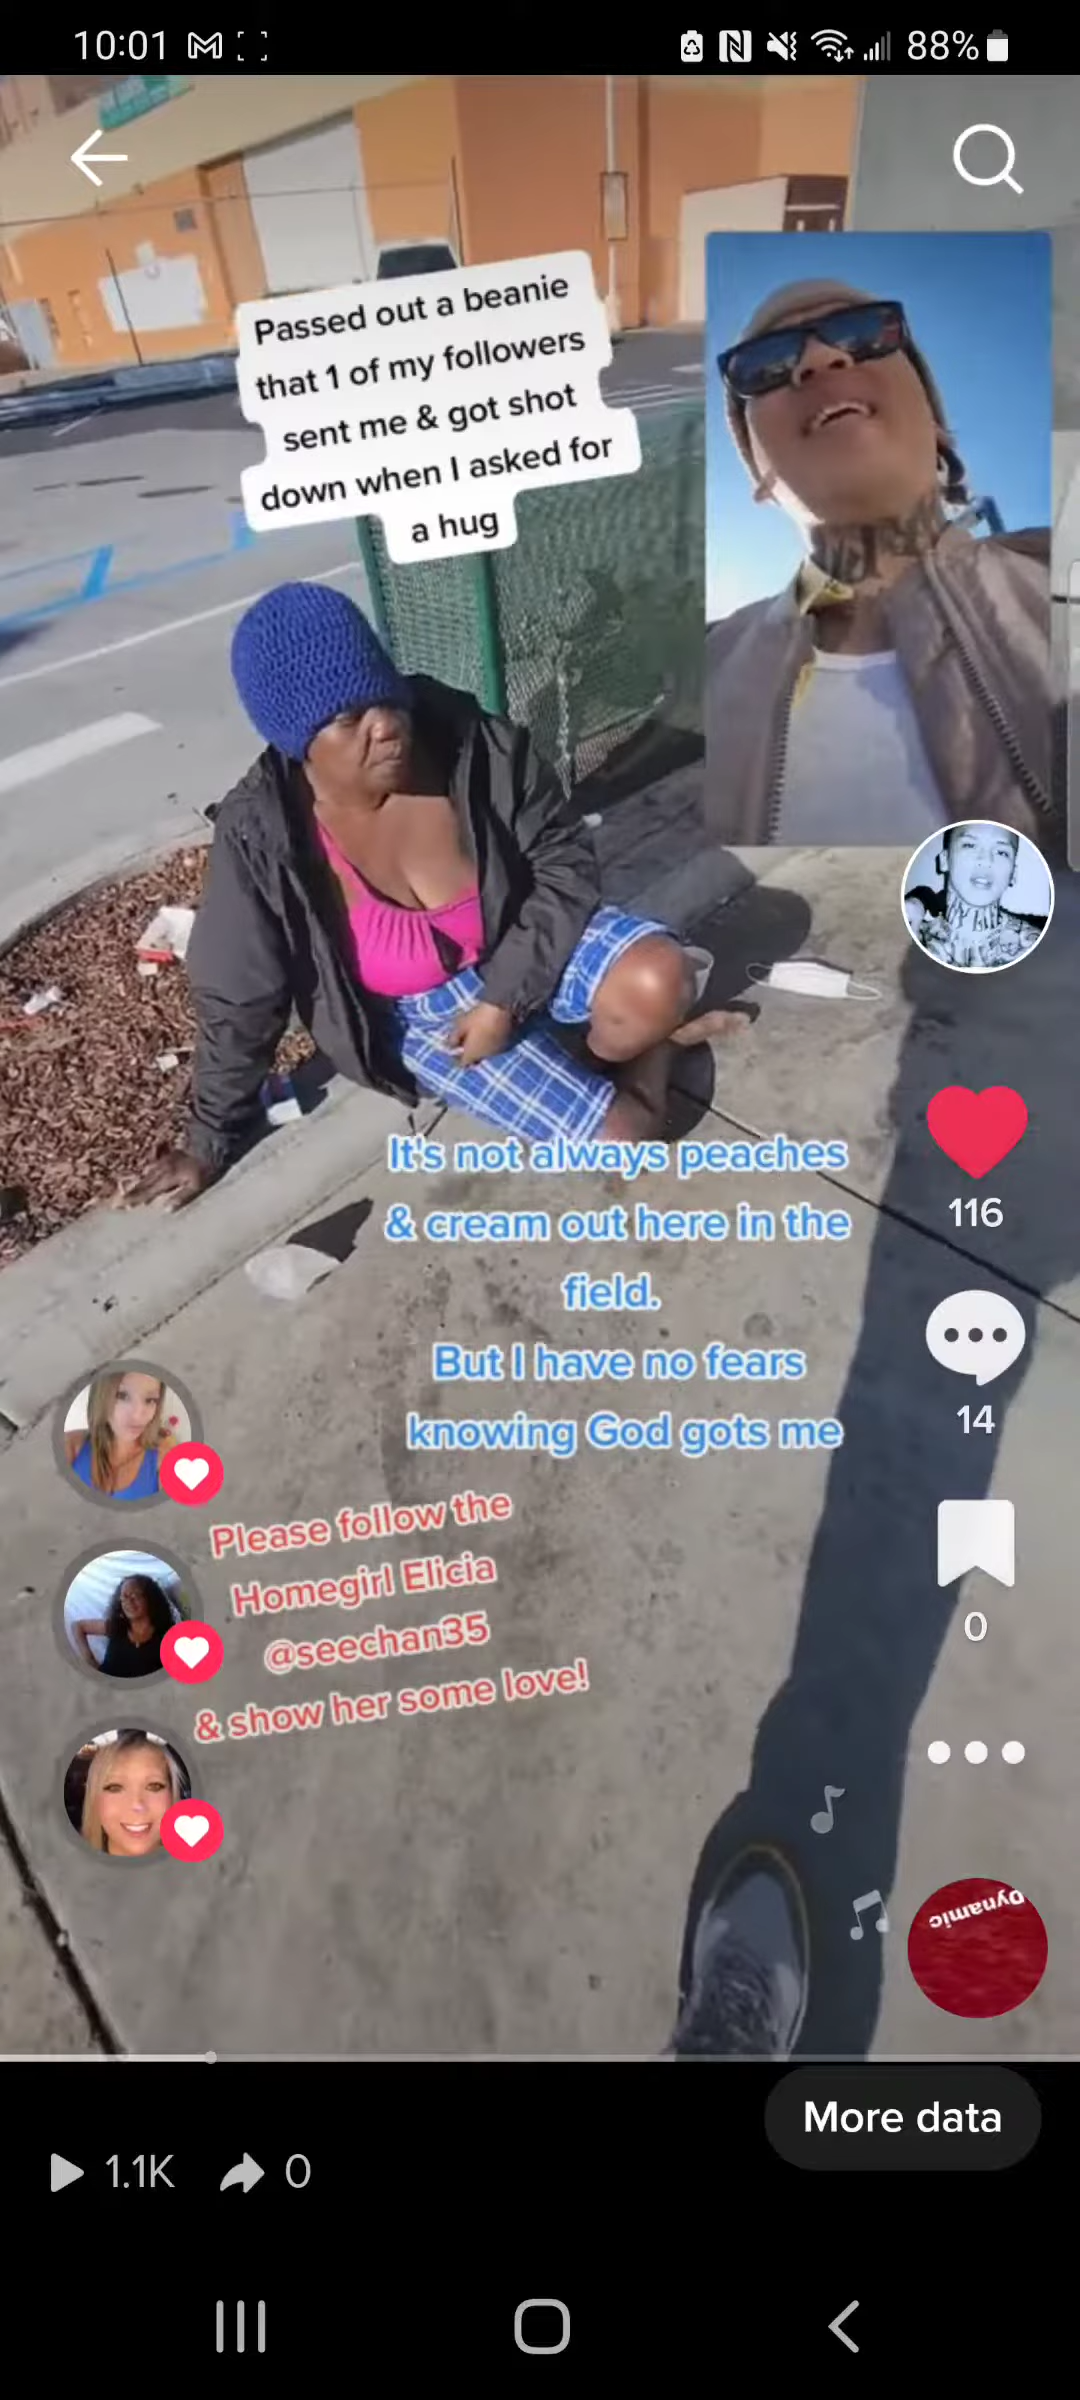 10:01
88%
Passed out a beanie
that 1 of my followers
sent me & got shot
down when I asked for
a hug
It's not always peaches
& cream out here in the
field.
But I have no fears
knowing God gots me
116
14
0
Please follow the
Homegirl Elicia
@seechan35
& show her some love!
Dynamic
More data
1.1K
0